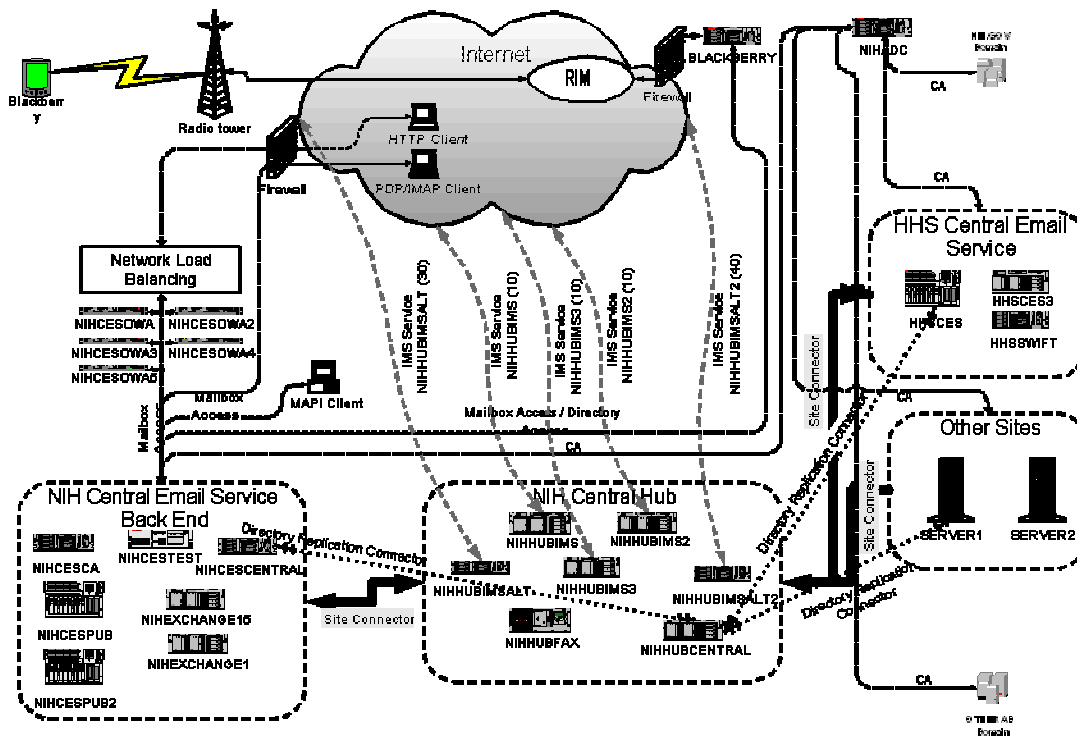 Internet
RIM
BLACKBERRY
Firewall
NIHADC
Domain
CA
Blackberr
y
Radio tower
HTTP Client
POP/IMAP Client
Firewall
CA
HHS Central Email
Service
HHSCES
HHSCES3
HHSSWIFT
Network Load
Balancing
NIHCESOWA
NIHCESOWA2
NIHCESOWA3
NIHCESOWA4
NIHCESOWA5
Mailbox
Access
MAPI Client
Mailbox
IMS Service
NIHHUBIMSALT (30)
IMS Service
NIHHUBIMS (10)
IMS Service
NIHHUBIMS3 (10)
IMS Service
NIHHUBIMS2 (10)
IMS Service
NIHHUBIMSALT2 (40)
Mailbox Access / Directory
Access
CA
Site Connector
Directory Replication Connector
CA
Other Sites
SERVER1
SERVER2
Site Connector
Directory Replication
Connector
NIH Central Email Service
Back End
NIHCESCA
NIHCESTEST
NIHCESCENTRAL
NIHCESPUB
NIHEXCHANGE15
NIHCESPUB2
NIHEXCHANGE1
Directory Replication Connector
Site Connector
NIH Central Hub
NIHHUBIMS
NIHHUBIMS2
NIHHUBIMSALT
NIHHUBIMS3
NIHHUBIMSALT2
NIHHUBFAX
NIHHUBCENTRAL
CA
Domain